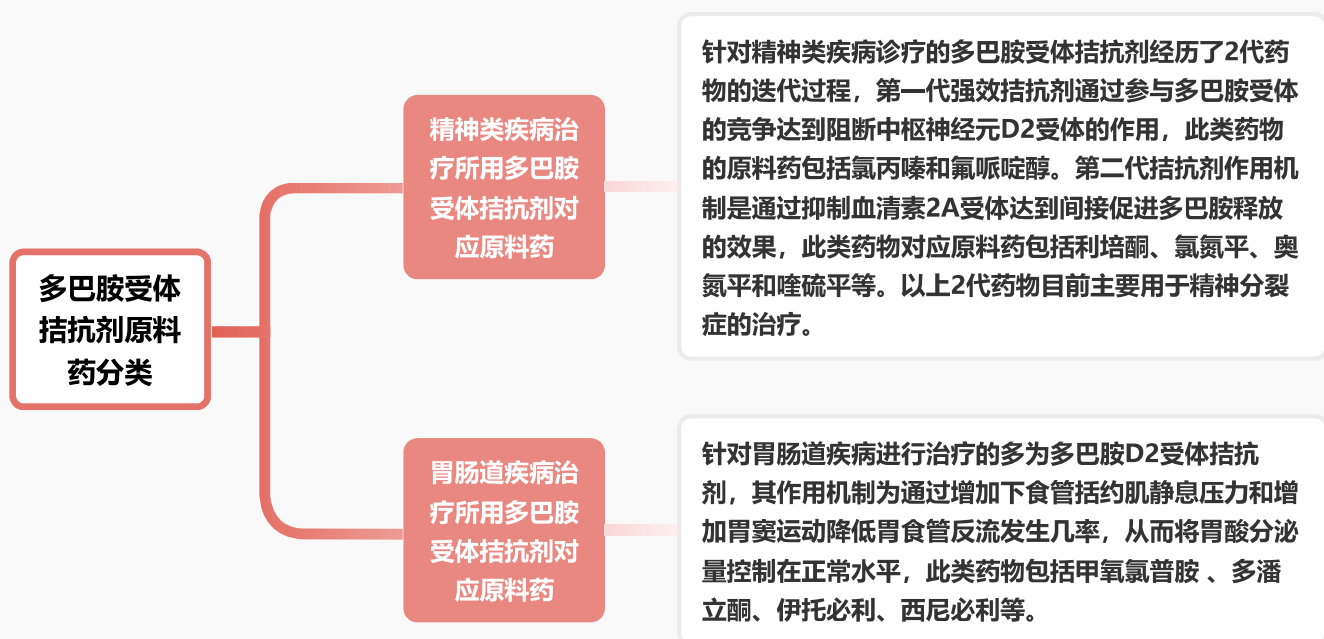 多巴胺受体
拮抗剂原料
药分类
精神类疾病治
疗所用多巴胺
受体拮抗剂对
应原料药
针对精神类疾病诊疗的多巴胺受体拮抗剂经历了2代药
物的迭代过程，第一代强效拮抗剂通过参与多巴胺受体
的竞争达到阻断中枢神经元D2受体的作用，此类药物
的原料药包括氯丙嗪和氟哌啶醇。第二代拮抗剂作用机
制是通过抑制血清素2A受体达到间接促进多巴胺释放
的效果，此类药物对应原料药包括利培酮、氯氮平、奥
氮平和喹硫平等。以上2代药物目前主要用于精神分裂
症的治疗。
胃肠道疾病治
疗所用多巴胺
受体拮抗剂对
应原料药
针对胃肠道疾病进行治疗的多为多巴胺D2受体拮抗
剂，其作用机制为通过增加下食管括约肌静息压力和增
加胃窦运动降低胃食管反流发生几率，从而将胃酸分泌
量控制在正常水平，此类药物包括甲氧氯普胺 、多潘
立酮、伊托必利、西尼必利等。